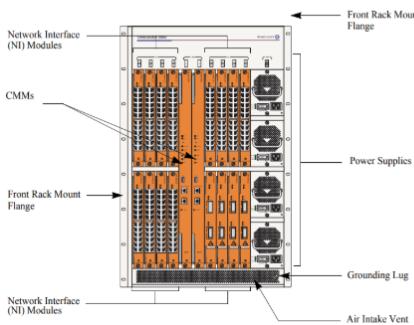 Network Interface
(NI) Modules
Front Rack Mount
Flange
CMMs
Power Supplies
Front Rack Mount
Flange
Grounding Lug
Network Interface
(NI) Modules
Air Intake Vent